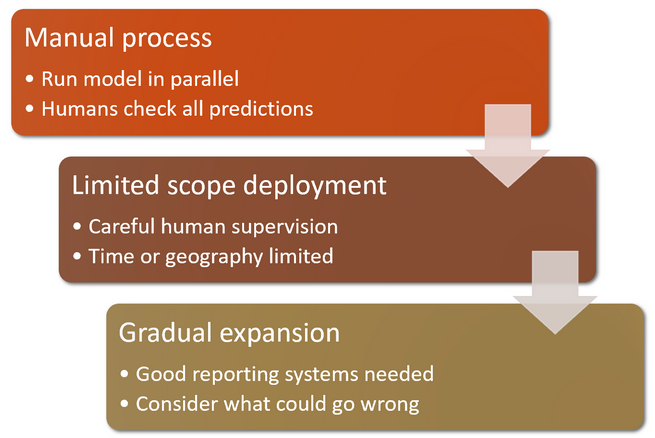 Manual process
• Run model in parallel
• Humans check all predictions
Limited scope deployment
• Careful human supervision
• Time or geography limited
Gradual expansion
• Good reporting systems needed
• Consider what could go wrong